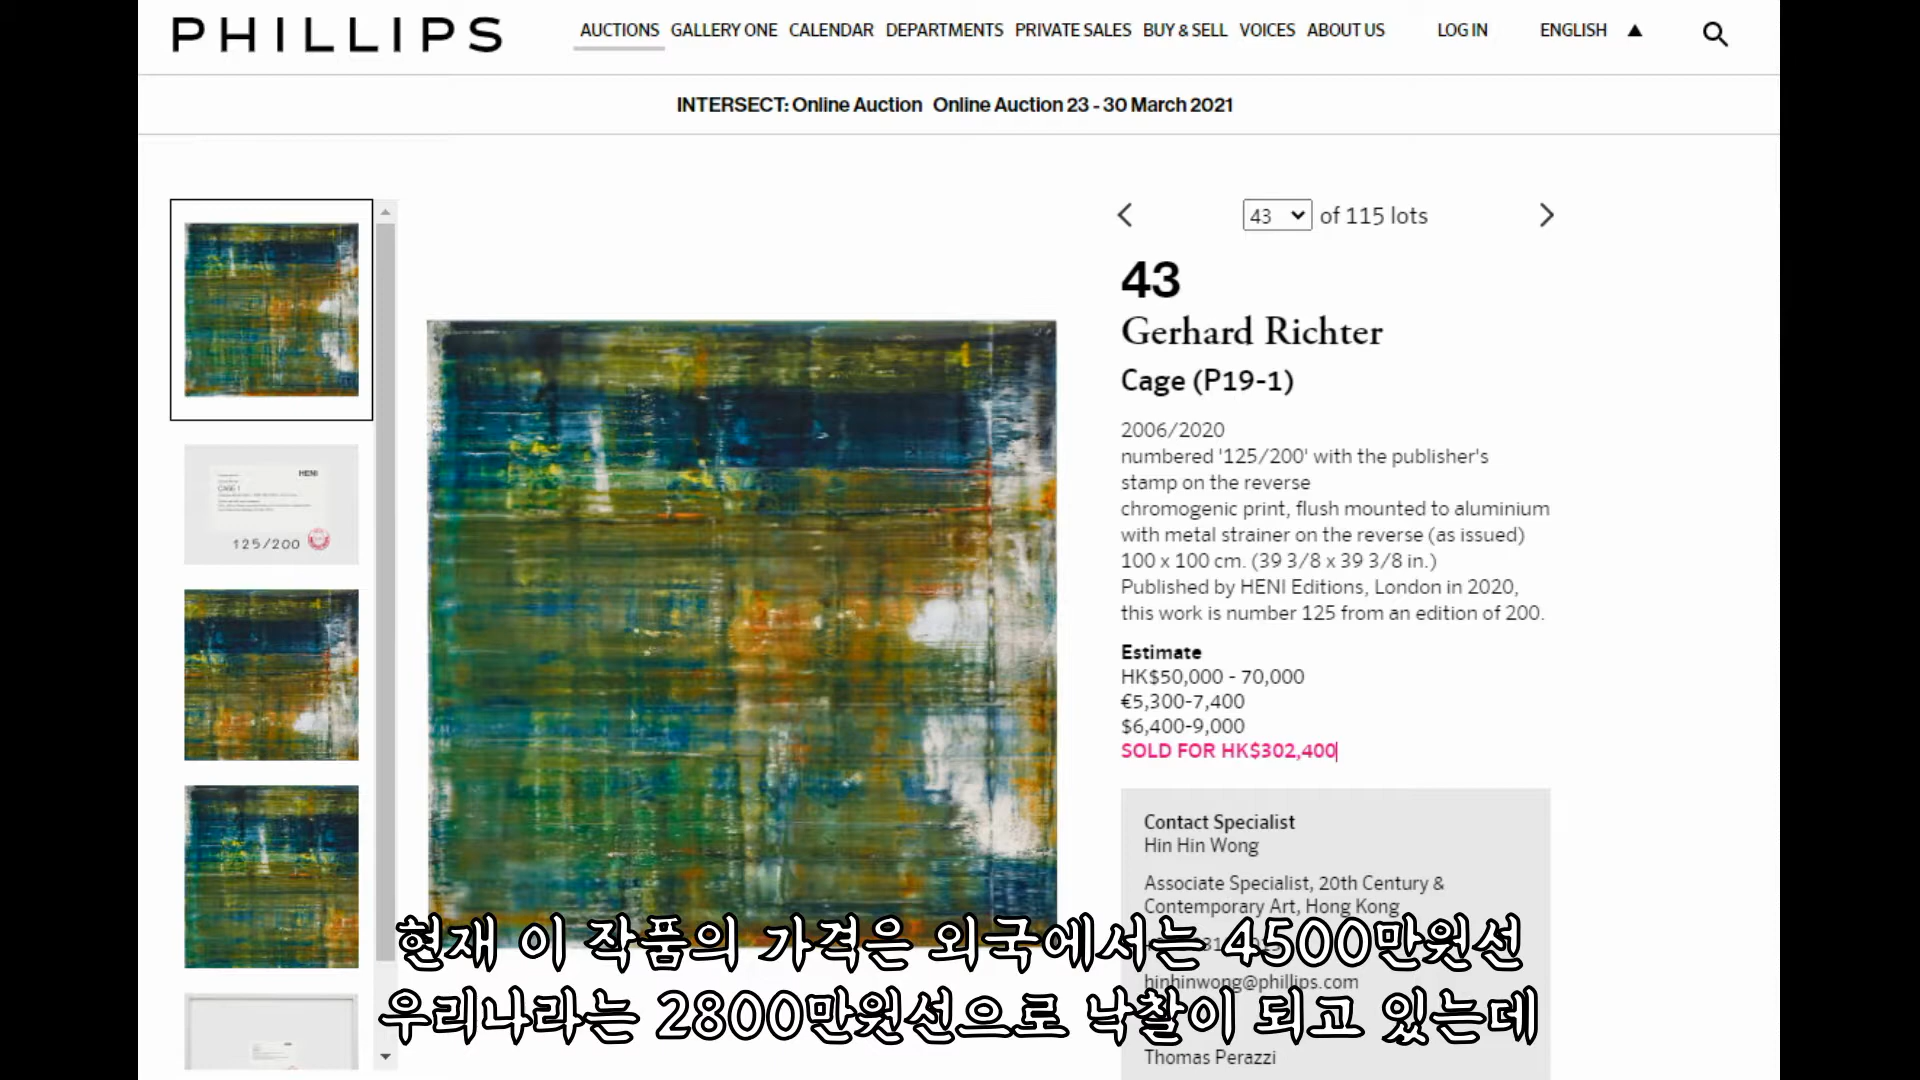 PHILLIPS
AUCTIONS GALLERY ONE CALENDAR DEPARTMENTS PRIVATE SALES BUY & SELL VOICES ABOUT US LOG IN ENGLISH ▲
INTERSECT: Online Auction Online Auction 23 - 30 March 2021
43 of 115 lots
43
Gerhard Richter
Cage (P19-1)
2006/2020
numbered '125/200' with the publisher's
stamp on the reverse
chromogenic print, flush mounted to aluminium
with metal strainer on the reverse (as issued)
100 x 100 cm. (39 3/8 x 39 3/8 in.)
Published by HENI Editions, London in 2020,
this work is number 125 from an edition of 200.
Estimate
HK$50,000 - 70,000
€5,300-7,400
$6,400-9,000
SOLD FOR HK$302,400
Contact Specialist
Hin Hin Wong
Associate Specialist, 20th Century &
Contemporary Art, Hong Kong
hinhinwong@phillips.com
Thomas Perazzi
HENI
CAGE 1
125/200
현재 이 작품의 가격은 외국에서는 4500만원선
우리나라는 2800만원선으로 낙찰이 되고 있는데